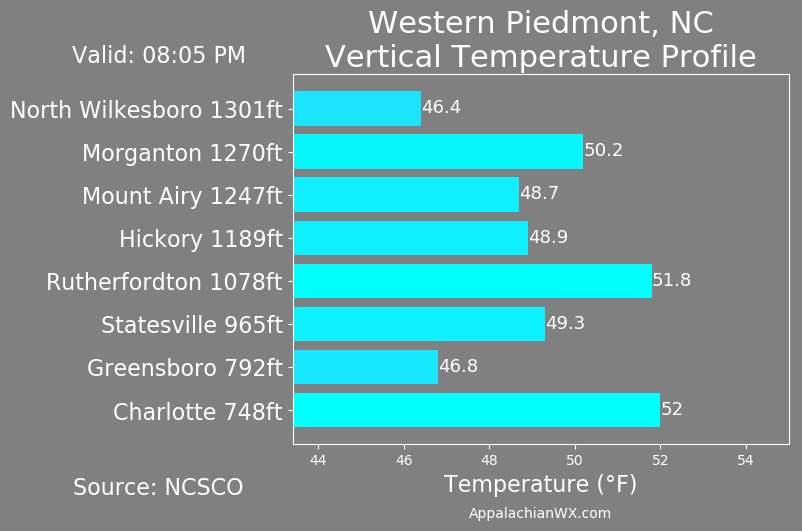 Western Piedmont, NC
Vertical Temperature Profile
Valid: 08:05 PM
North Wilkesboro 1301ft 46.4
Morganton 1270ft 50.2
Mount Airy 1247ft 48.7
Hickory 1189ft 48.9
Rutherfordton 1078ft 51.8
Statesville 965ft 49.3
Greensboro 792ft 46.8
Charlotte 748ft 52
44 46 48 50 52 54
Source: NCSCO
Temperature (°F)
AppalachianWX.com